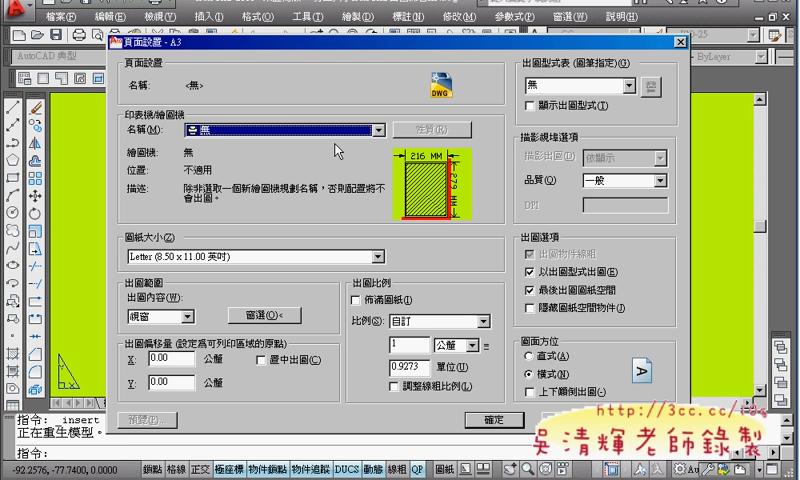 檔案(F) 編輯(E) 檢視(V) 插入(I) 格式(O) 工具(T) 繪製(D) 標註(N) 修改(M) 參數式(P) 窗選(W) 說明(H)
AutoCAD 典型
ByLayer
頁面設置 - A3
頁面設置
名稱: <無>
DWG
印表機/繪圖機
名稱(M): 無
性質(R)
繪圖機: 無
位置: 不適用
描述: 除非選取一個新繪圖機規劃名稱，否則配置將不
會出圖。
216 MM
279 MM
圖紙大小(Z)
Letter (8.50 x 11.00 英吋)
出圖範圍
出圖內容(W):
視窗
窗選(O)<
出圖偏移量 (設定為可列印區域的原點)
X: 0.00 公釐
置中出圖(C)
Y: 0.00 公釐
出圖比例
佈滿圖紙(I)
比例(S): 自訂
1 公釐 =
0.9273 單位(U)
調整線粗比例(L)
出圖型式表 (圖筆指定)(G)
無
顯示出圖型式(T)
描影視埠選項
描影出圖(D) 依顯示
品質(Q) 一般
DPI
出圖選項
出圖物件線粗
以出圖型式出圖(E)
最後出圖圖紙空間
隱藏圖紙空間物件(J)
圖面方位
直式(A)
橫式(N)
上下顛倒出圖(-)
A
預覽(P)...
確定
http://3cc.cc/fds
吳清輝老師錄製
指令: _insert
正在重生模型。
指令:
-92.2576, -77.7400, 0.0000 鎖點 格線 正交 極座標 物件鎖點 物件追蹤 DUCS 動態 線粗 QP 圖紙